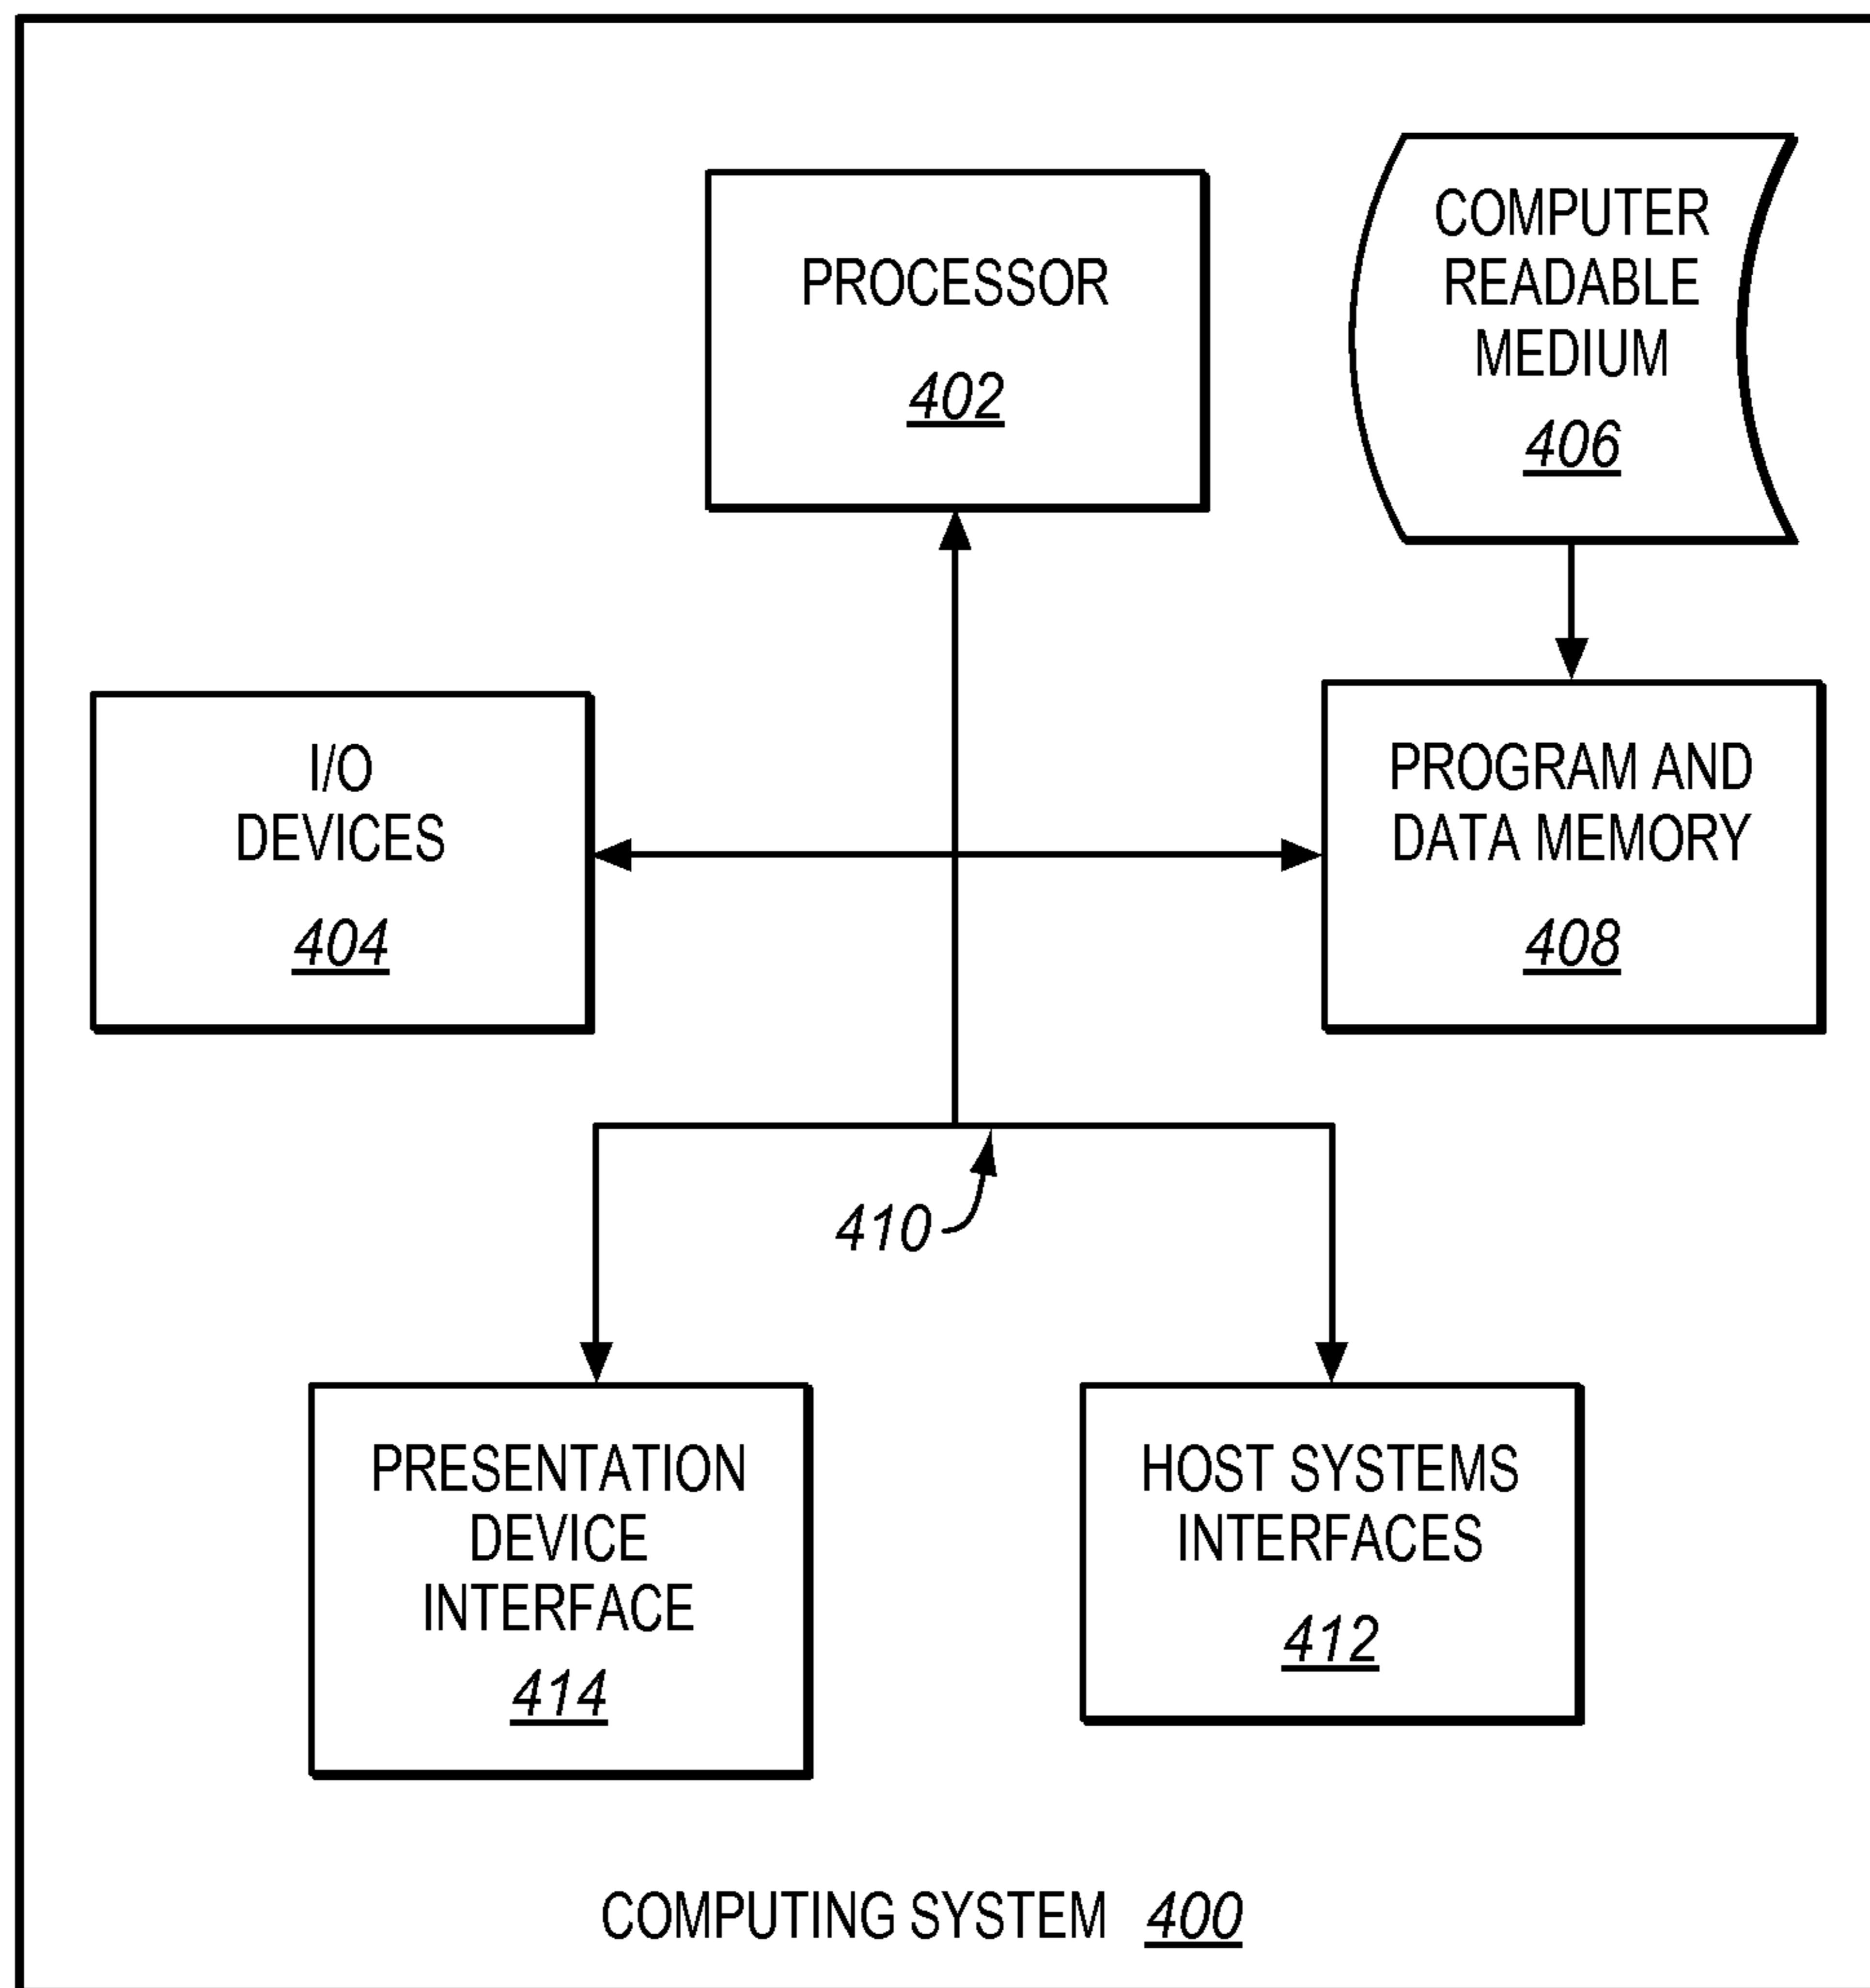 PROCESSOR
402
COMPUTER
READABLE
MEDIUM
406
I/O
DEVICES
404
PROGRAM AND
DATA MEMORY
408
410
PRESENTATION
DEVICE
INTERFACE
414
HOST SYSTEMS
INTERFACES
412
COMPUTING SYSTEM 400